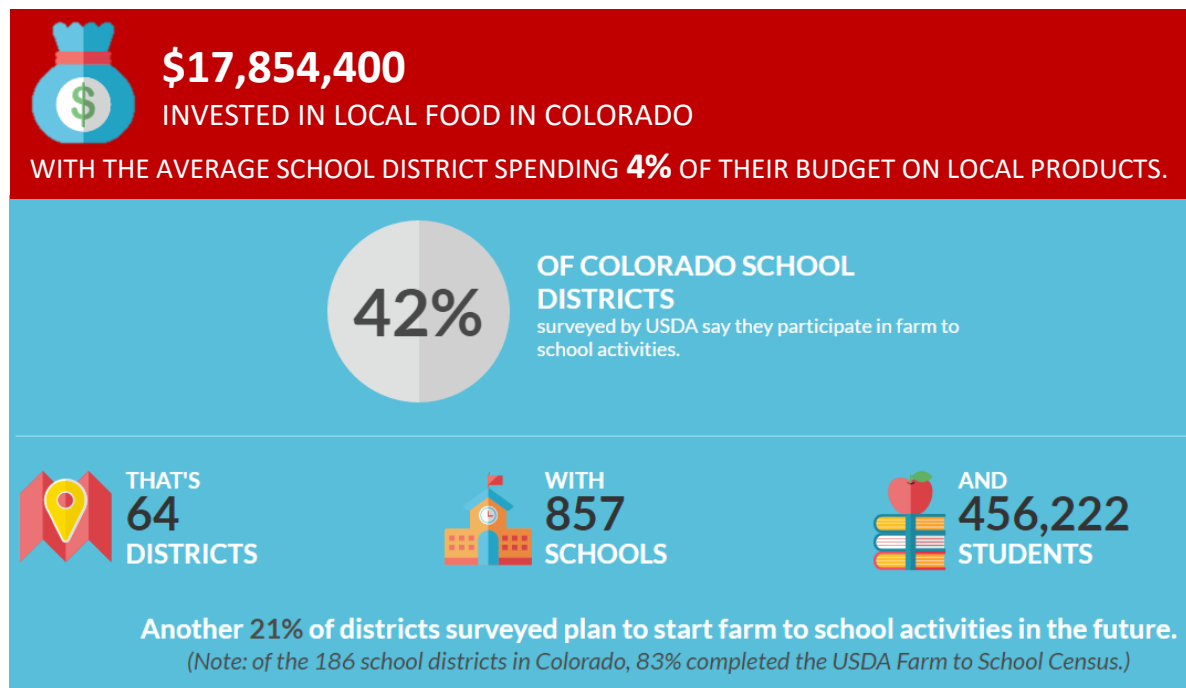 $
$17,854,400
INVESTED IN LOCAL FOOD IN COLORADO
WITH THE AVERAGE SCHOOL DISTRICT SPENDING 4% OF THEIR BUDGET ON LOCAL PRODUCTS.
42%
OF COLORADO SCHOOL
DISTRICTS
surveyed by USDA say they participate in farm to
school activities.
THAT'S
64
DISTRICTS
WITH
857
SCHOOLS
AND
456,222
STUDENTS
Another 21% of districts surveyed plan to start farm to school activities in the future.
(Note: of the 186 school districts in Colorado, 83% completed the USDA Farm to School Census.)